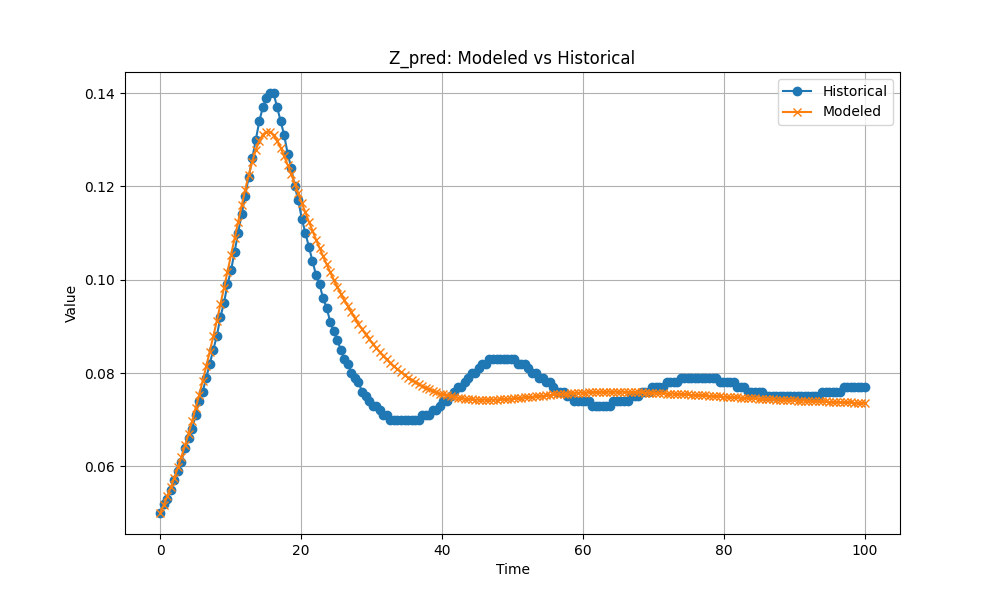 Z_pred: Modeled vs Historical
Historical
Modeled
0.14
0.12
0.10
0.08
0.06
Value
0
20
40
60
80
100
Time